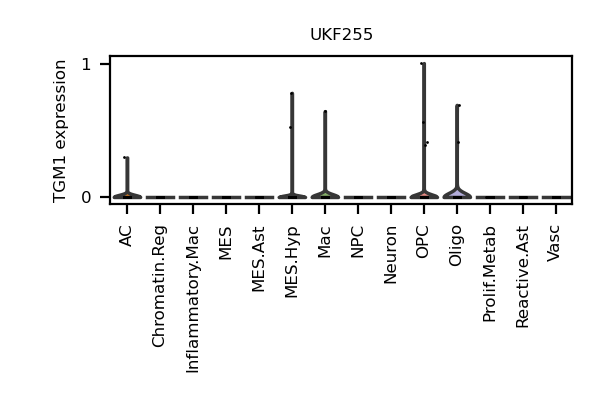 UKF255
TGM1 expression
1
0
AC
Chromatin.Reg
Inflammatory.Mac
MES
MES.Ast
MES.Hyp
Mac
NPC
Neuron
OPC
Oligo
Prolif.Metab
Reactive.Ast
Vasc